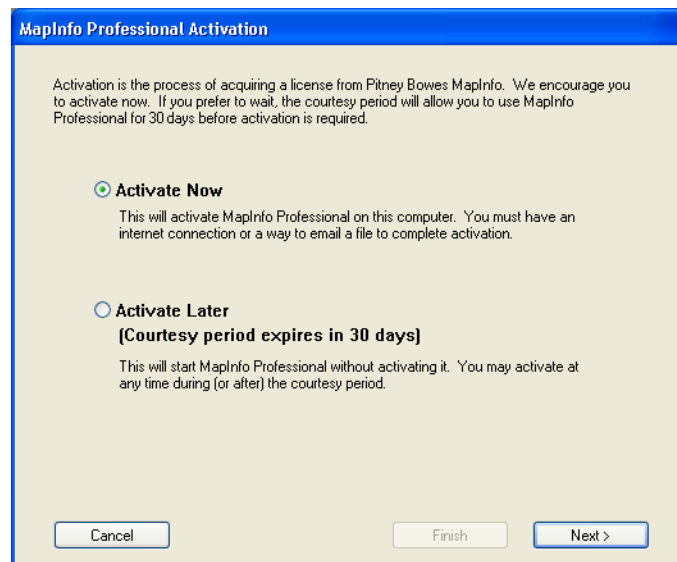 MapInfo Professional Activation
Activation is the process of acquiring a license from Pitney Bowes MapInfo. We encourage you
to activate now. If you prefer to wait, the courtesy period will allow you to use MapInfo
Professional for 30 days before activation is required.
Activate Now
This will activate MapInfo Professional on this computer. You must have an
internet connection or a way to email a file to complete activation.
Activate Later
(Courtesy period expires in 30 days)
This will start MapInfo Professional without activating it. You may activate at
any time during (or after) the courtesy period.
Cancel Finish Next >